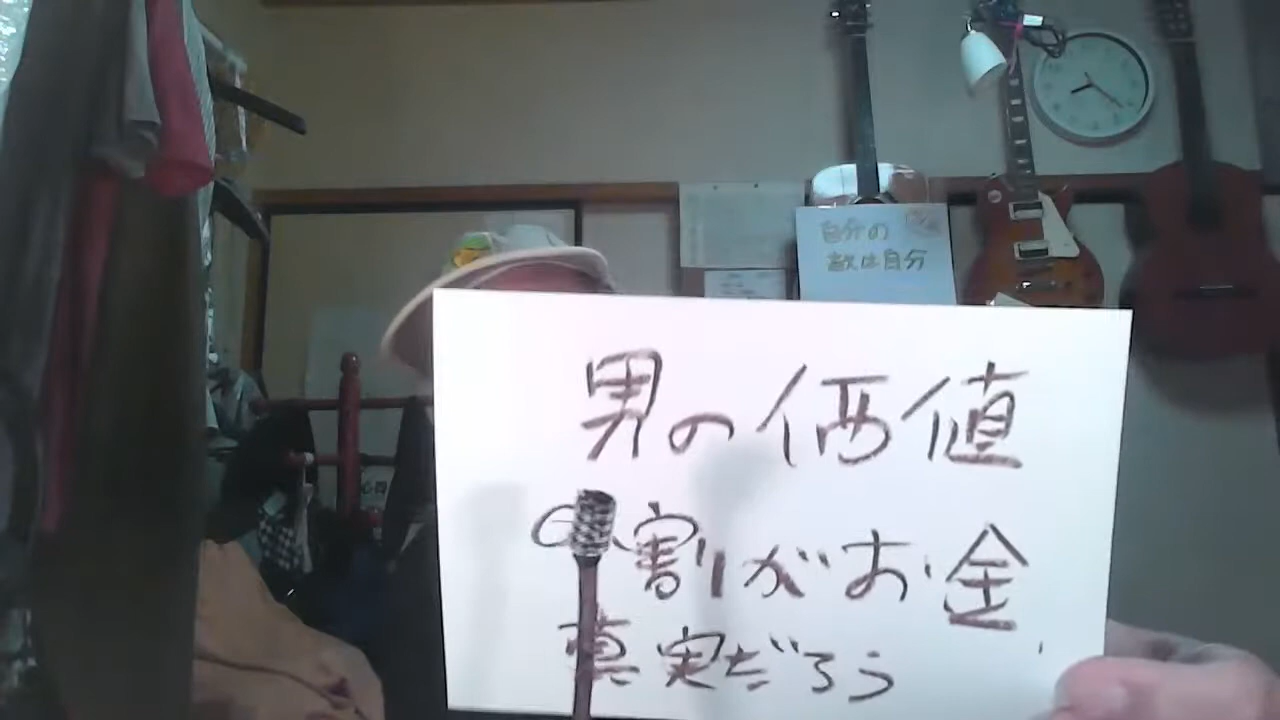 自分の
敵は自分
男の価値
割がお金
真実だろう